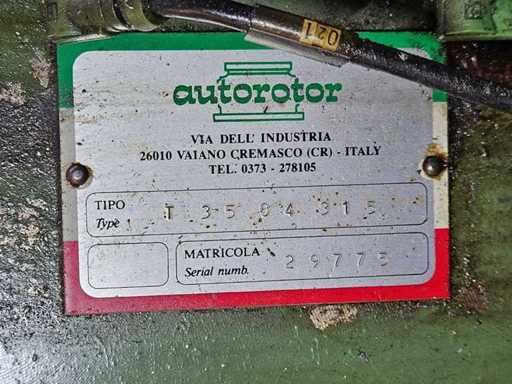 021
autorotor
VIA DELL' INDUSTRIA
26010 VAIANO CREMASCO (CR) - ITALY
TEL. 0373 - 278105
TIPO
Type T 35 04 315
MATRICOLA
Serial numb. 29775